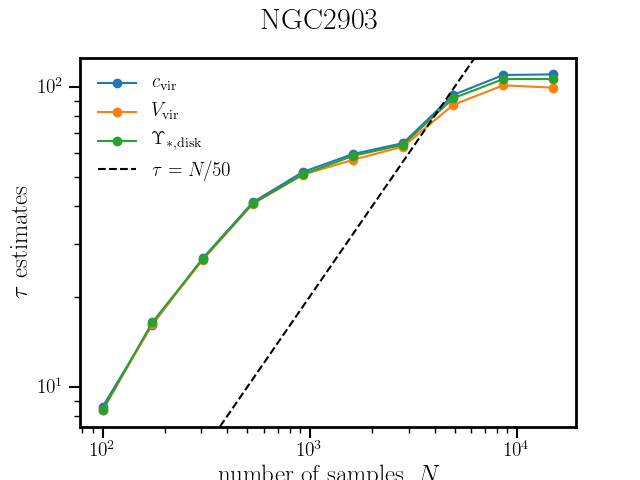 NGC2903
10²
c_vir
V_vir
Υ_*,disk
τ = N/50
τ estimates
10¹
10² 10³ 10⁴
number of samples, N